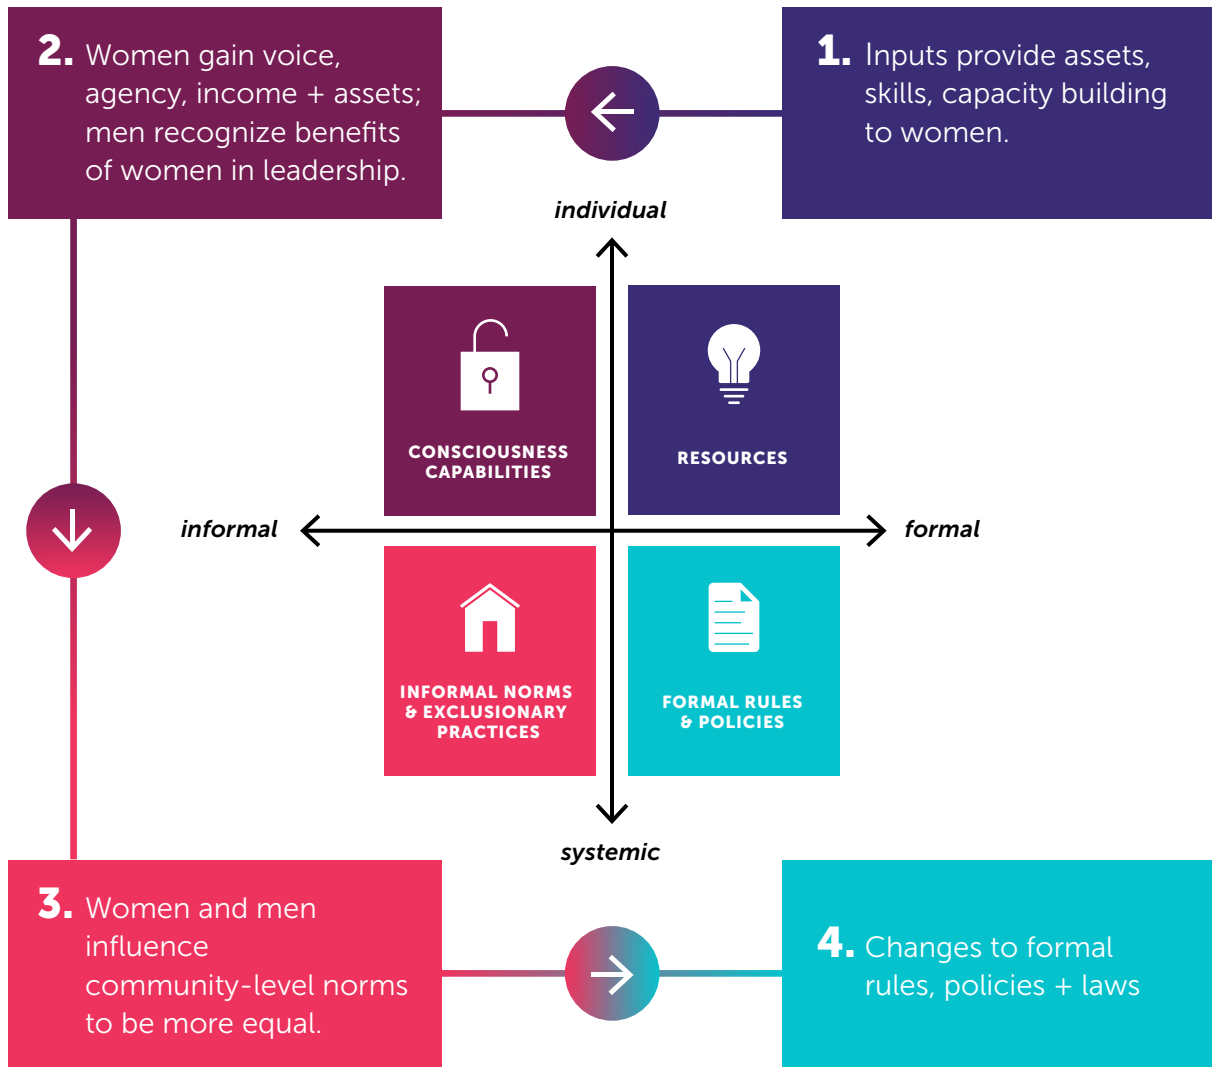 2. Women gain voice,
agency, income + assets;
men recognize benefits
of women in leadership.
1. Inputs provide assets,
skills, capacity building
to women.
individual
CONSCIOUSNESS
CAPABILITIES
RESOURCES
informal
formal
INFORMAL NORMS
& EXCLUSIONARY
PRACTICES
FORMAL RULES
& POLICIES
systemic
3. Women and men
influence
community-level norms
to be more equal.
4. Changes to formal
rules, policies + laws